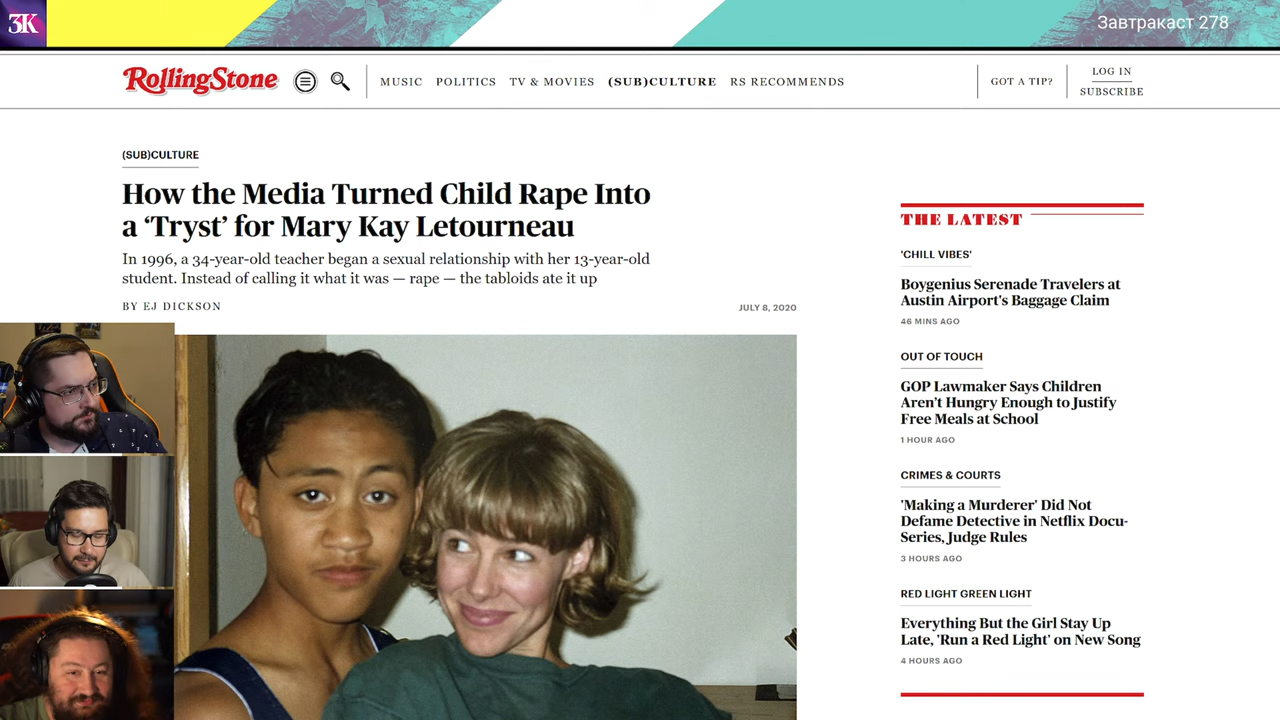 3K
Завтракаст 278
RollingStone
MUSIC POLITICS TV & MOVIES (SUB)CULTURE RS RECOMMENDS
GOT A TIP?
LOG IN
SUBSCRIBE
(SUB)CULTURE
How the Media Turned Child Rape Into
a ‘Tryst’ for Mary Kay Letourneau
In 1996, a 34-year-old teacher began a sexual relationship with her 13-year-old
student. Instead of calling it what it was — rape — the tabloids ate it up
BY EJ DICKSON
JULY 8, 2020
THE LATEST
'CHILL VIBES'
Boygenius Serenade Travelers at
Austin Airport's Baggage Claim
46 MINS AGO
OUT OF TOUCH
GOP Lawmaker Says Children
Aren't Hungry Enough to Justify
Free Meals at School
1 HOUR AGO
CRIMES & COURTS
'Making a Murderer' Did Not
Defame Detective in Netflix Docu-
Series, Judge Rules
3 HOURS AGO
RED LIGHT GREEN LIGHT
Everything But the Girl Stay Up
Late, 'Run a Red Light' on New Song
4 HOURS AGO